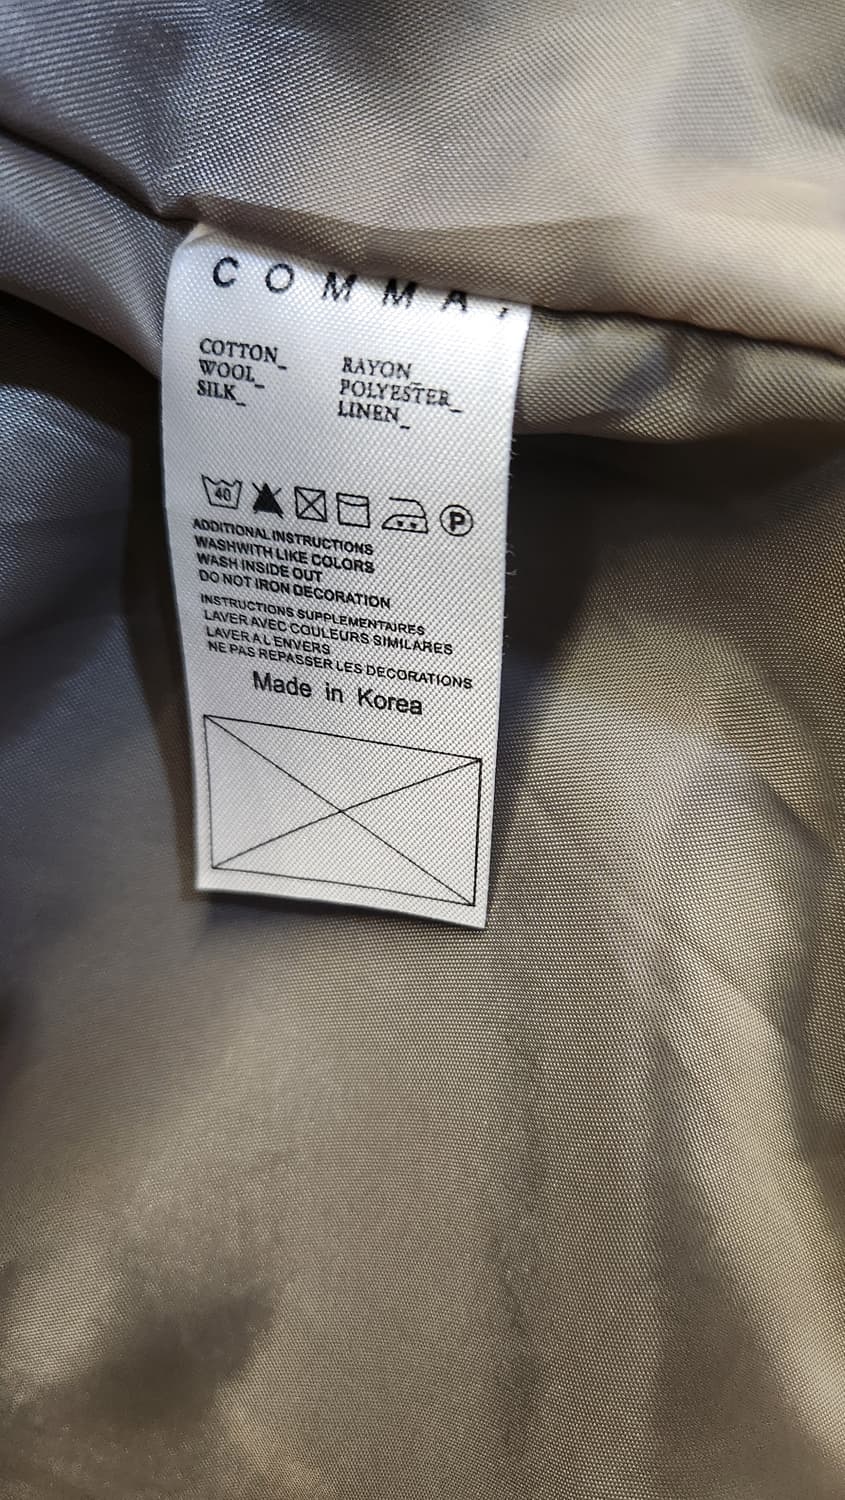 COMMA,
COTTON_ RAYON
WOOL_ POLYESTER_
SILK_ LINEN_
40 P
ADDITIONAL INSTRUCTIONS
WASHWITH LIKE COLORS
WASH INSIDE OUT
DO NOT IRON DECORATION
INSTRUCTIONS SUPPLEMENTAIRES
LAVER AVEC COULEURS SIMILARES
LAVER A L ENVERS
NE PAS REPASSER LES DECORATIONS
Made in Korea